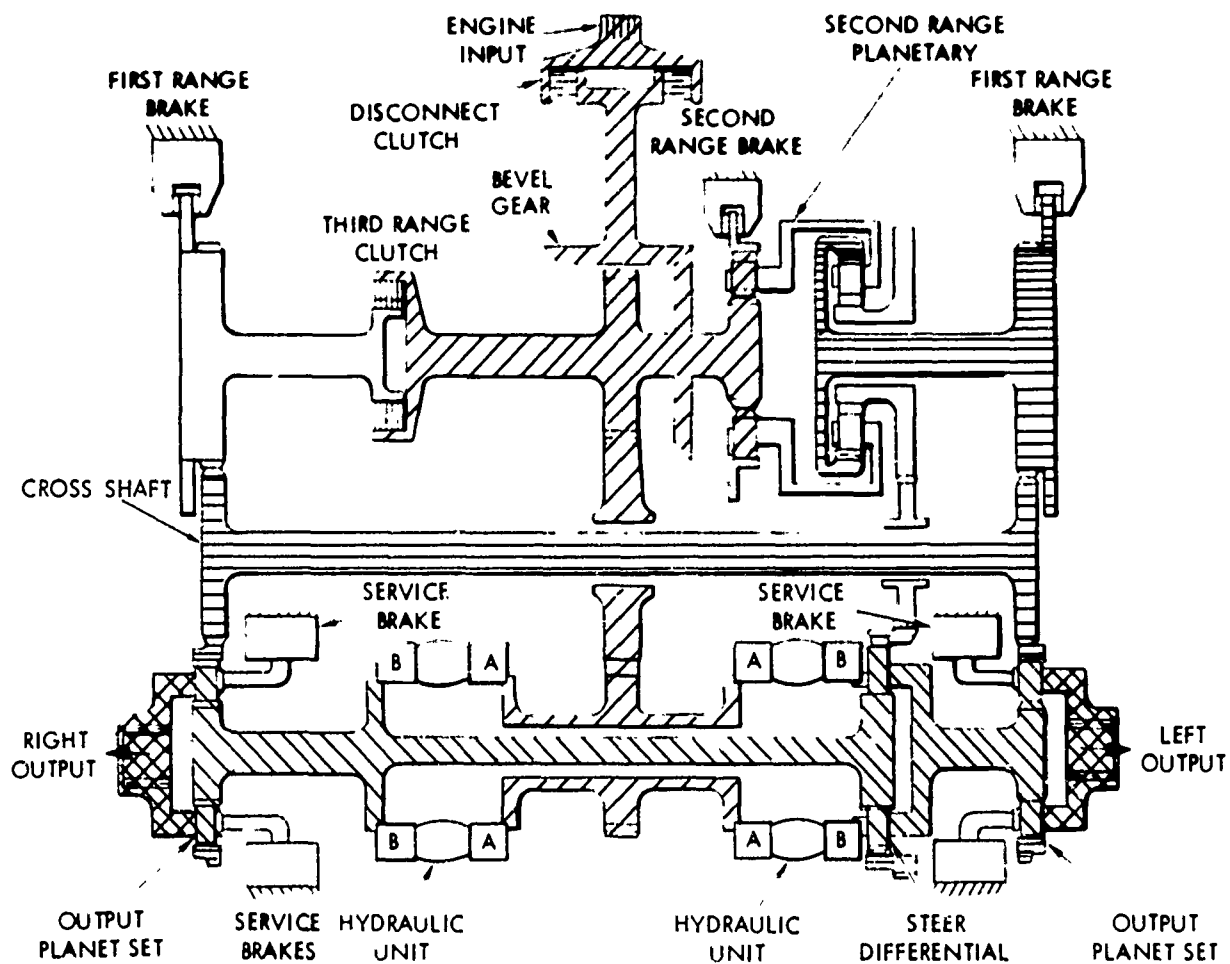 ENGINE
INPUT
SECOND RANGE
PLANETARY
FIRST RANGE
BRAKE
FIRST RANGE
BRAKE
DISCONNECT
CLUTCH
SECOND
RANGE BRAKE
BEVEL
GEAR
THIRD RANGE
CLUTCH
CROSS SHAFT
SERVICE
BRAKE
SERVICE
BRAKE
B A A B
RIGHT
OUTPUT
LEFT
OUTPUT
B A A B
OUTPUT
PLANET SET
SERVICE
BRAKES
HYDRAULIC
UNIT
HYDRAULIC
UNIT
STEER
DIFFERENTIAL
OUTPUT
PLANET SET